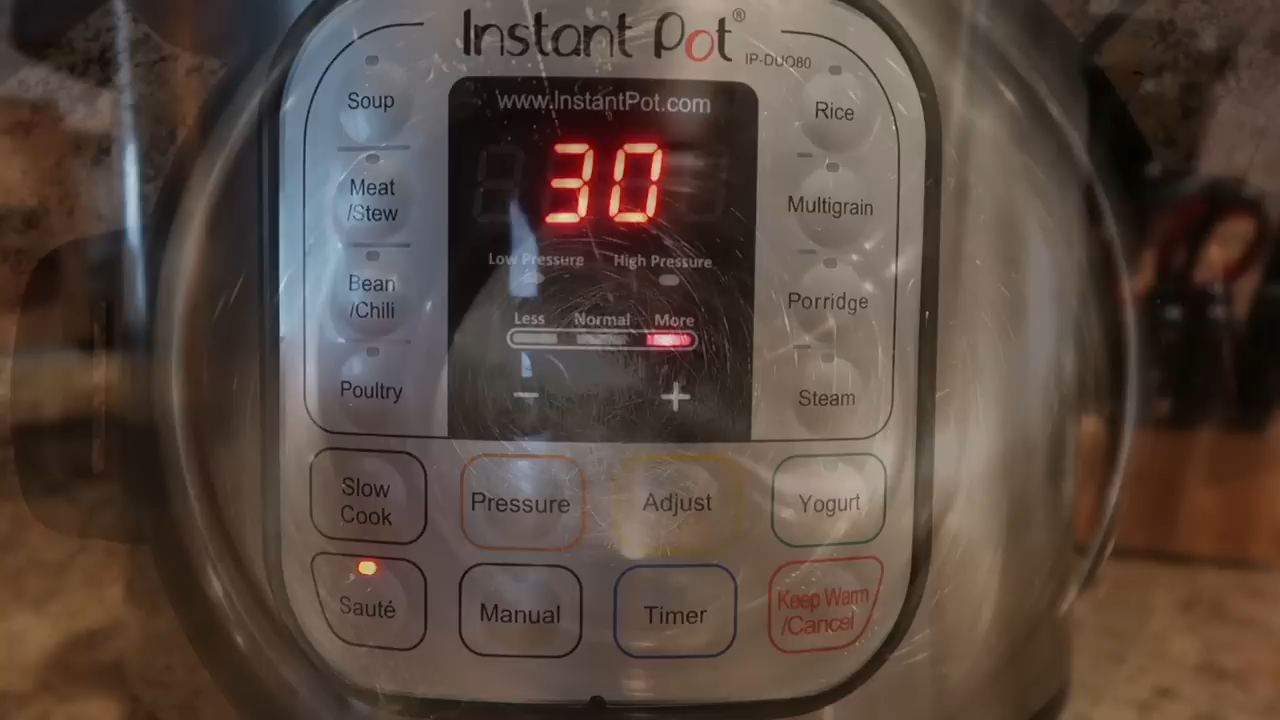 Instant Pot®
IP-DUO80
www.InstantPot.com
30
Low Pressure High Pressure
Less Normal More
− +
Soup
Meat
/Stew
Bean
/Chili
Poultry
Rice
Multigrain
Porridge
Steam
Slow
Cook
Pressure
Adjust
Yogurt
Sauté
Manual
Timer
Keep Warm
/Cancel